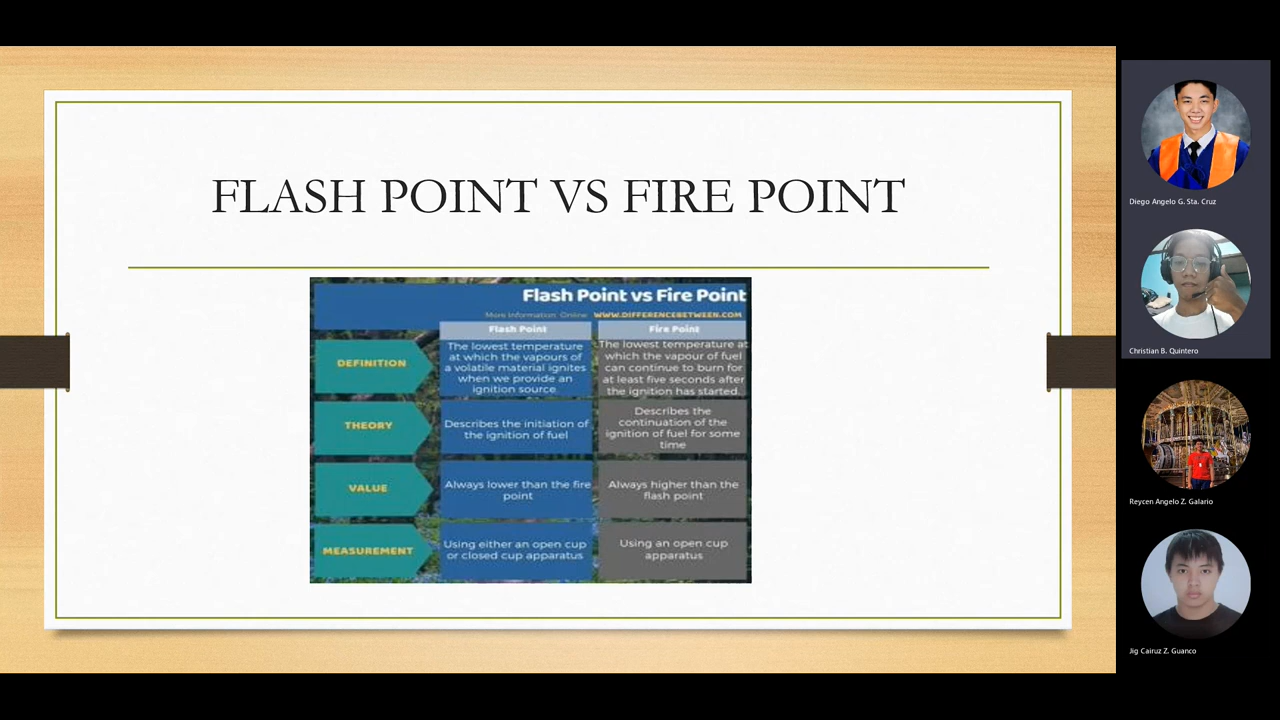 FLASH POINT VS FIRE POINT
Flash Point vs Fire Point
More Information Online WWW.DIFFERENCEBETWEEN.COM
Flash Point
Fire Point
DEFINITION
The lowest temperature
at which the vapours of
a volatile material ignites
when we provide an
ignition source.
The lowest temperature at
which the vapour of fuel
can continue to burn for
at least five seconds after
the ignition has started.
THEORY
Describes the initiation of
the ignition of fuel
Describes the
continuation of the
ignition of fuel for some
time
VALUE
Always lower than the fire
point
Always higher than the
flash point
MEASUREMENT
Using either an open cup
or closed cup apparatus
Using an open cup
apparatus
Diego Angelo G. Sta. Cruz
Christian B. Quintero
Reycen Angelo Z. Galario
Jig Cairuz Z. Guanco